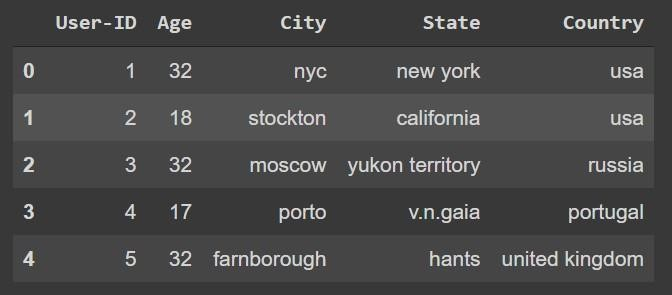 User-ID Age City State Country
0 1 32 nyc new york usa
1 2 18 stockton california usa
2 3 32 moscow yukon territory russia
3 4 17 porto v.n.gaia portugal
4 5 32 farnborough hants united kingdom